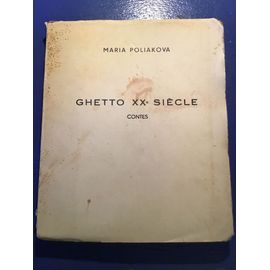 MARIA POLIAKOVA
GHETTO XXᵉ SIÈCLE
CONTES